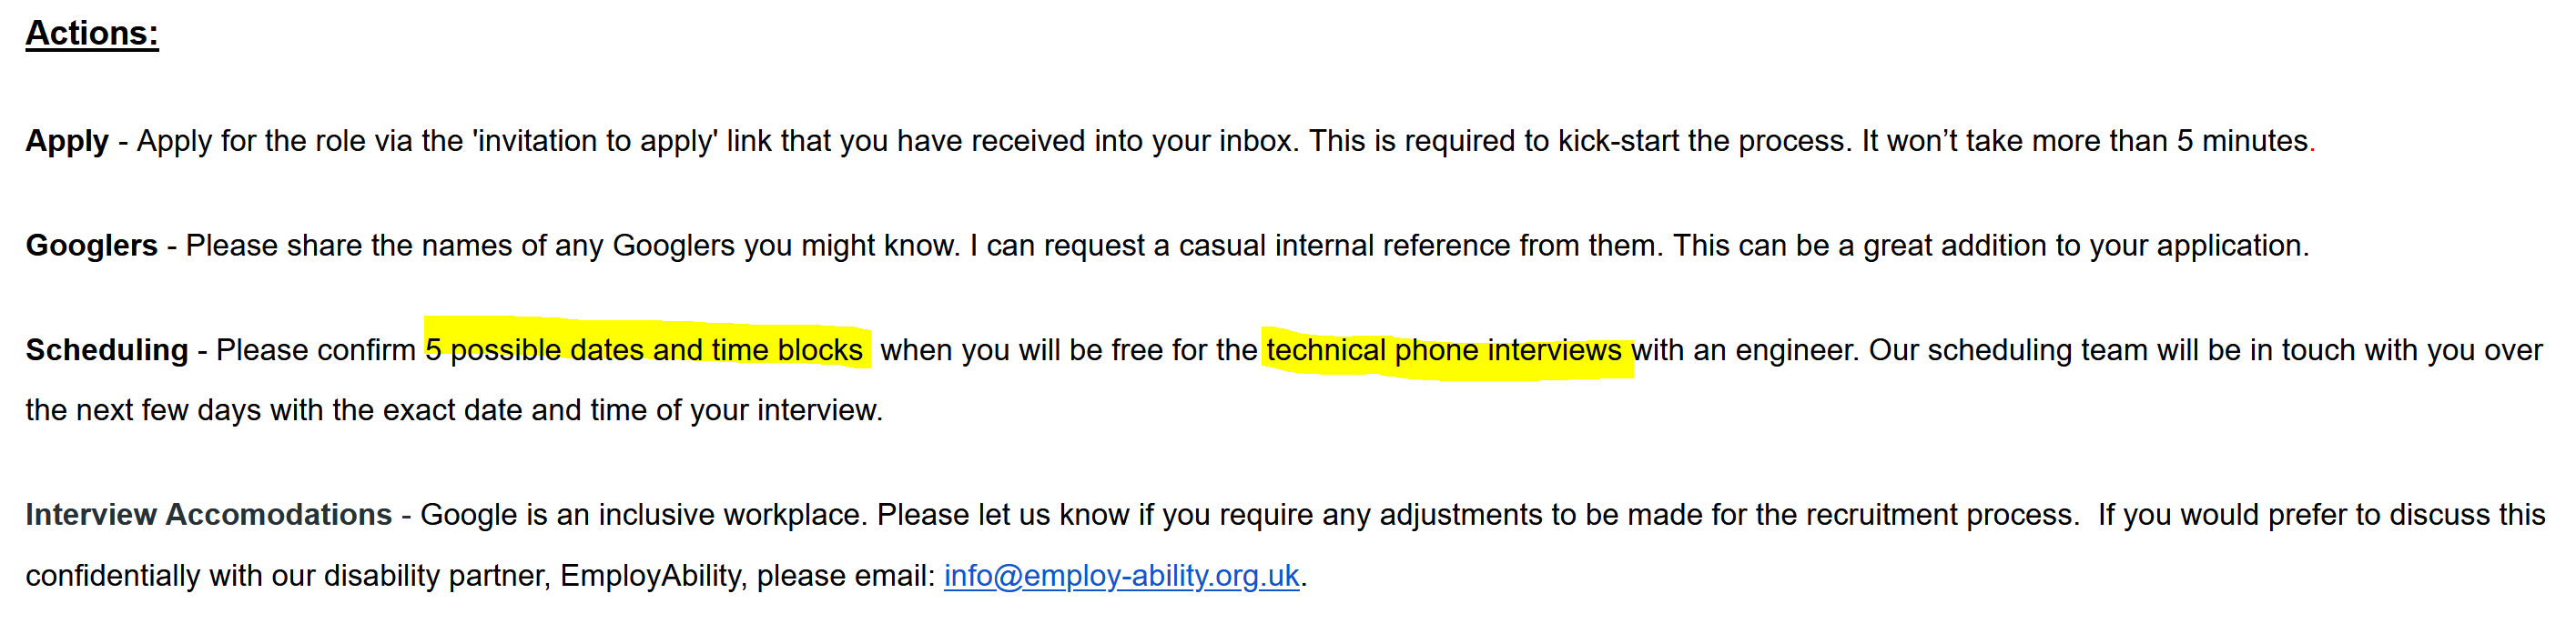 Actions:
Apply - Apply for the role via the 'invitation to apply' link that you have received into your inbox. This is required to kick-start the process. It won’t take more than 5 minutes.
Googlers - Please share the names of any Googlers you might know. I can request a casual internal reference from them. This can be a great addition to your application.
Scheduling - Please confirm 5 possible dates and time blocks when you will be free for the technical phone interviews with an engineer. Our scheduling team will be in touch with you over
the next few days with the exact date and time of your interview.
Interview Accomodations - Google is an inclusive workplace. Please let us know if you require any adjustments to be made for the recruitment process. If you would prefer to discuss this
confidentially with our disability partner, EmployAbility, please email: info@employ-ability.org.uk.